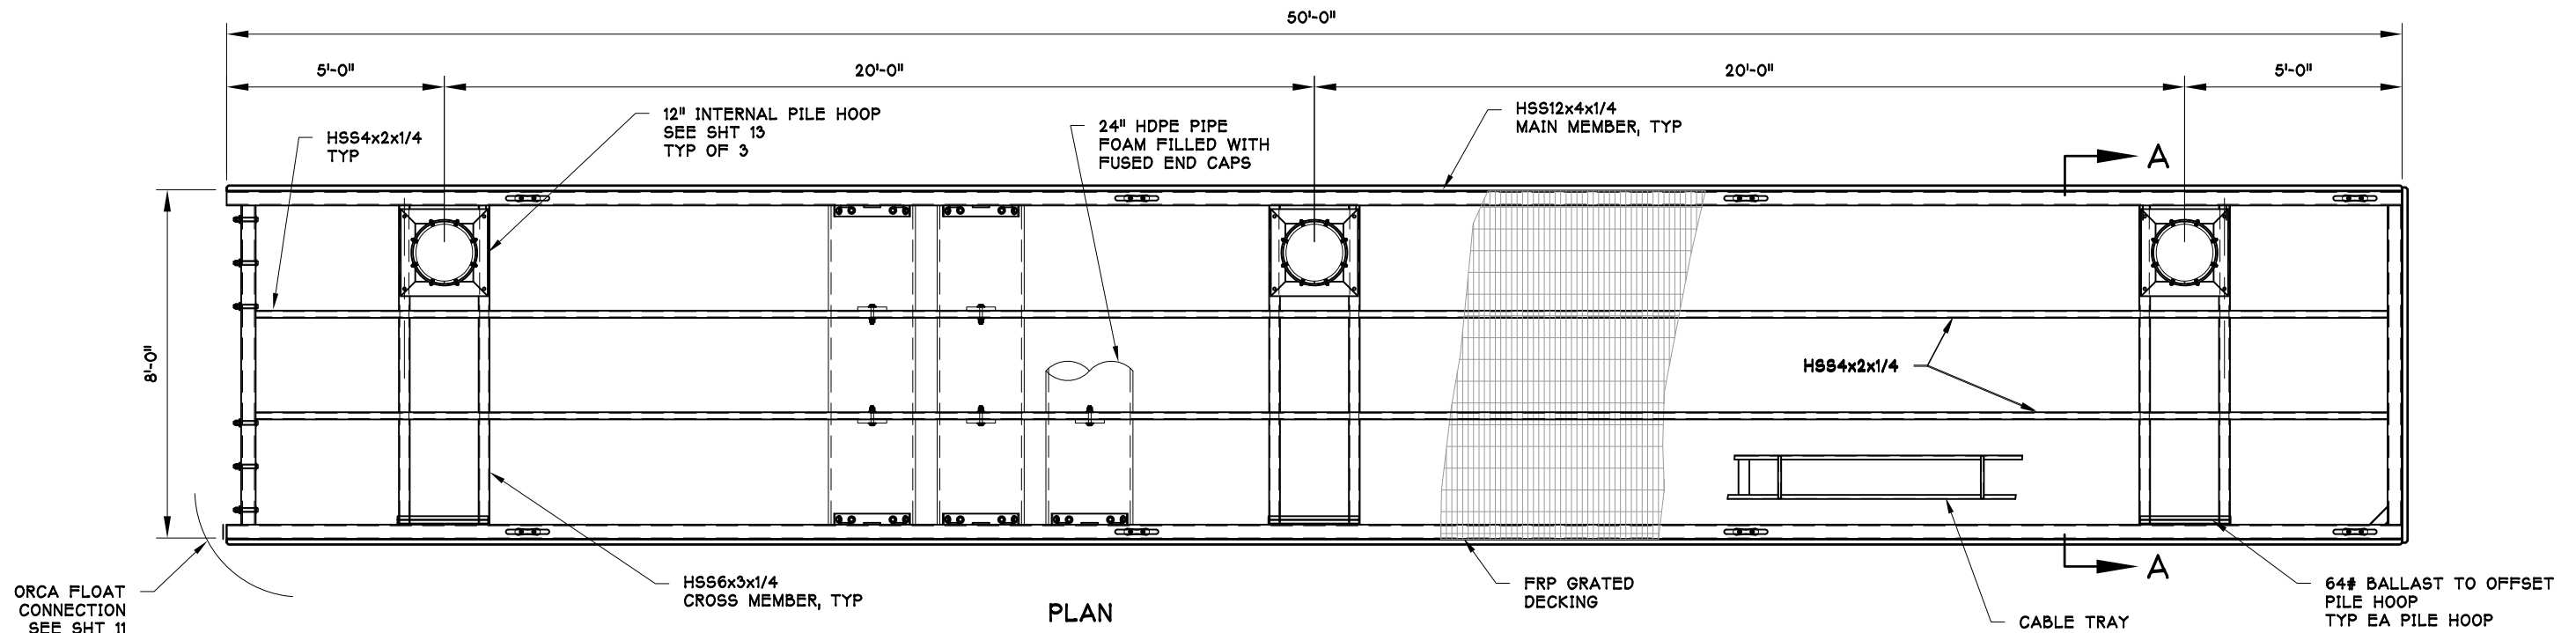 50'-0"
5'-0"
20'-0"
20'-0"
5'-0"
HSS4x2x1/4
TYP
12" INTERNAL PILE HOOP
SEE SHT 13
TYP OF 3
24" HDPE PIPE
FOAM FILLED WITH
FUSED END CAPS
HSS12x4x1/4
MAIN MEMBER, TYP
A
8'-0"
HSS4x2x1/4
ORCA FLOAT
CONNECTION
SEE SHT 11
HSS6x3x1/4
CROSS MEMBER, TYP
PLAN
FRP GRATED
DECKING
CABLE TRAY
A
64# BALLAST TO OFFSET
PILE HOOP
TYP EA PILE HOOP